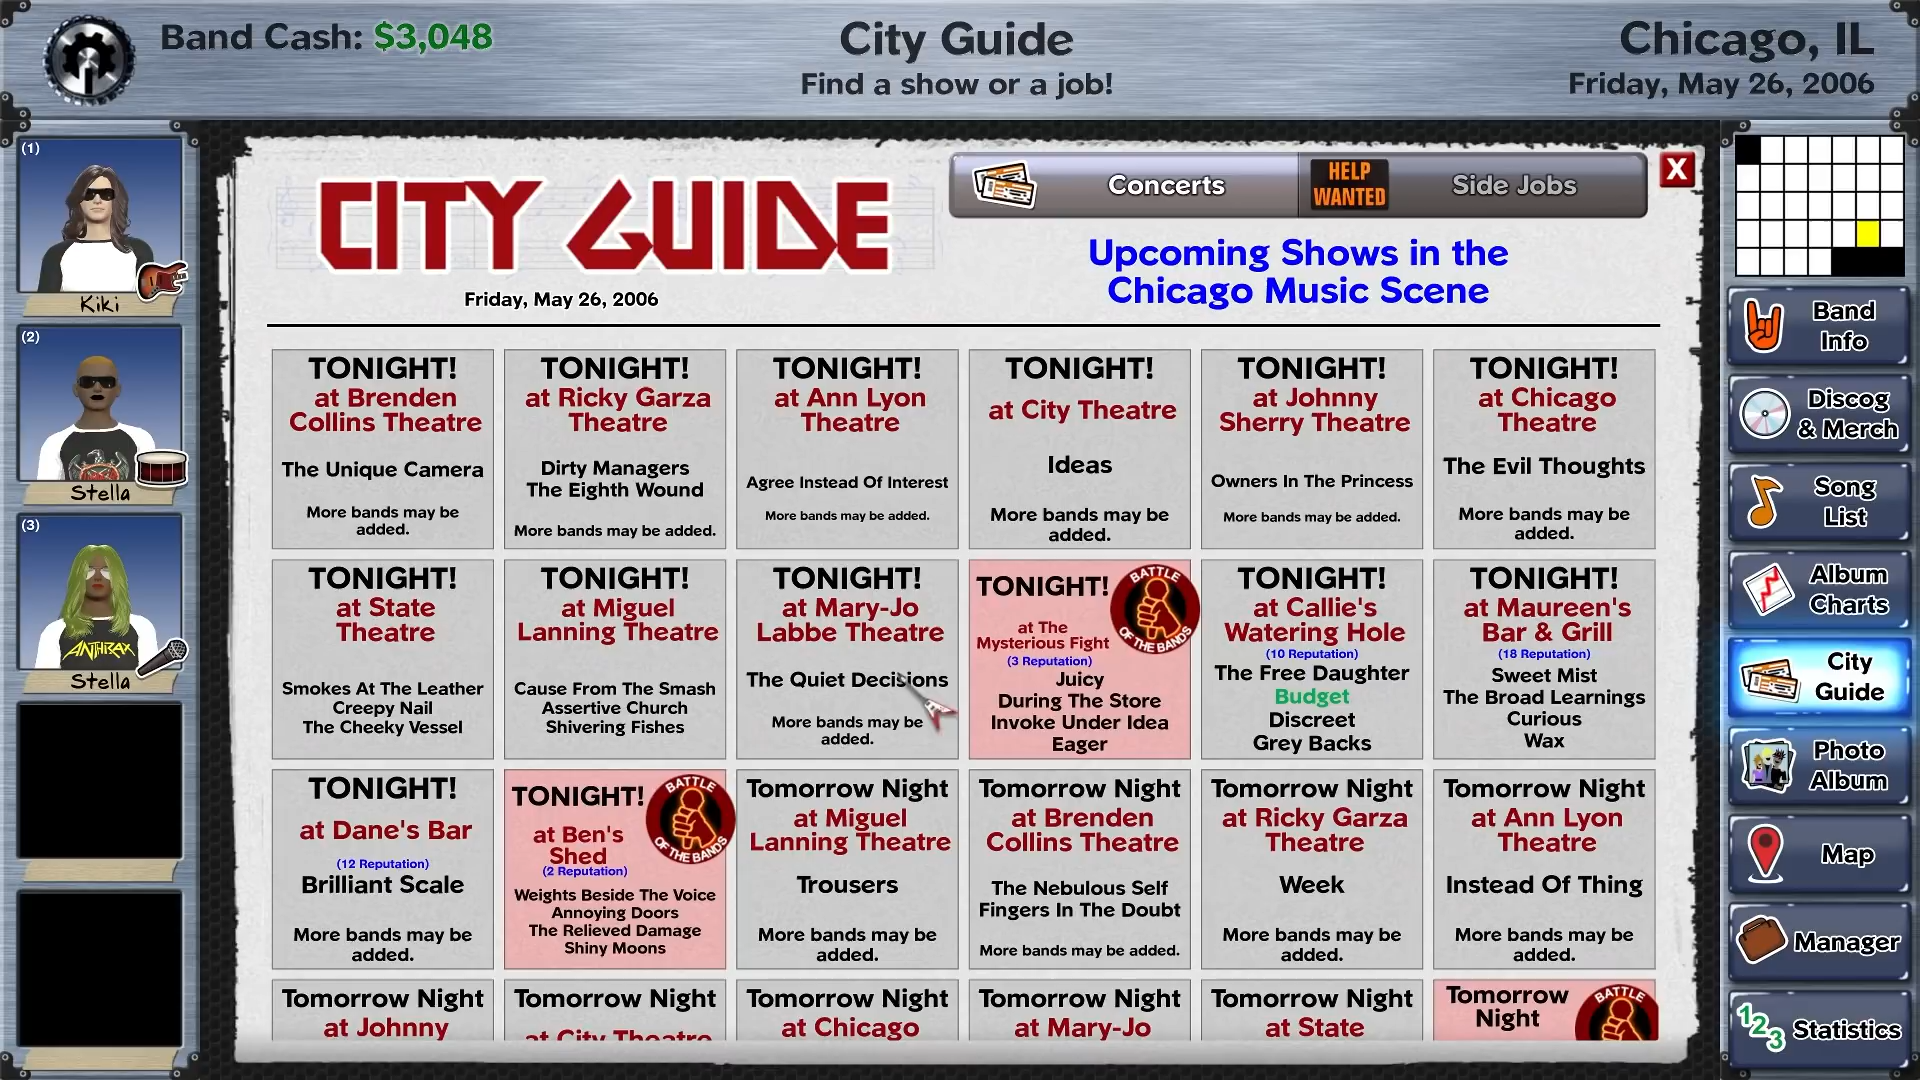 Band Cash: $3,048
City Guide
Find a show or a job!
Chicago, IL
Friday, May 26, 2006
(1)
Kiki
(2)
Stella
(3)
ANTHRAX
Stella
CITY GUIDE
Friday, May 26, 2006
Concerts
HELP
WANTED
Side Jobs
X
Upcoming Shows in the
Chicago Music Scene
TONIGHT!
at Brenden
Collins Theatre
The Unique Camera
More bands may be
added.
TONIGHT!
at Ricky Garza
Theatre
Dirty Managers
The Eighth Wound
More bands may be added.
TONIGHT!
at Ann Lyon
Theatre
Agree Instead Of Interest
More bands may be added.
TONIGHT!
at City Theatre
Ideas
More bands may be
added.
TONIGHT!
at Johnny
Sherry Theatre
Owners In The Princess
More bands may be added.
TONIGHT!
at Chicago
Theatre
The Evil Thoughts
More bands may be
added.
TONIGHT!
at State
Theatre
Smokes At The Leather
Creepy Nail
The Cheeky Vessel
TONIGHT!
at Miguel
Lanning Theatre
Cause From The Smash
Assertive Church
Shivering Fishes
TONIGHT!
at Mary-Jo
Labbe Theatre
The Quiet Decisions
More bands may be
added.
TONIGHT!
BATTLE
OF THE BANDS
at The
Mysterious Fight
(3 Reputation)
Juicy
During The Store
Invoke Under Idea
Eager
TONIGHT!
at Callie's
Watering Hole
(10 Reputation)
The Free Daughter
Budget
Discreet
Grey Backs
TONIGHT!
at Maureen's
Bar & Grill
(18 Reputation)
Sweet Mist
The Broad Learnings
Curious
Wax
TONIGHT!
at Dane's Bar
(12 Reputation)
Brilliant Scale
More bands may be
added.
TONIGHT!
BATTLE
OF THE BANDS
at Ben's
Shed
(2 Reputation)
Weights Beside The Voice
Annoying Doors
The Relieved Damage
Shiny Moons
Tomorrow Night
at Miguel
Lanning Theatre
Trousers
More bands may be
added.
Tomorrow Night
at Brenden
Collins Theatre
The Nebulous Self
Fingers In The Doubt
More bands may be added.
Tomorrow Night
at Ricky Garza
Theatre
Week
More bands may be
added.
Tomorrow Night
at Ann Lyon
Theatre
Instead Of Thing
More bands may be
added.
Tomorrow Night
at Johnny
Tomorrow Night
at City Theatre
Tomorrow Night
at Chicago
Tomorrow Night
at Mary-Jo
Tomorrow Night
at State
Tomorrow
Night
BATTLE
Band
Info
Discog
& Merch
Song
List
Album
Charts
City
Guide
Photo
Album
Map
Manager
123
Statistics